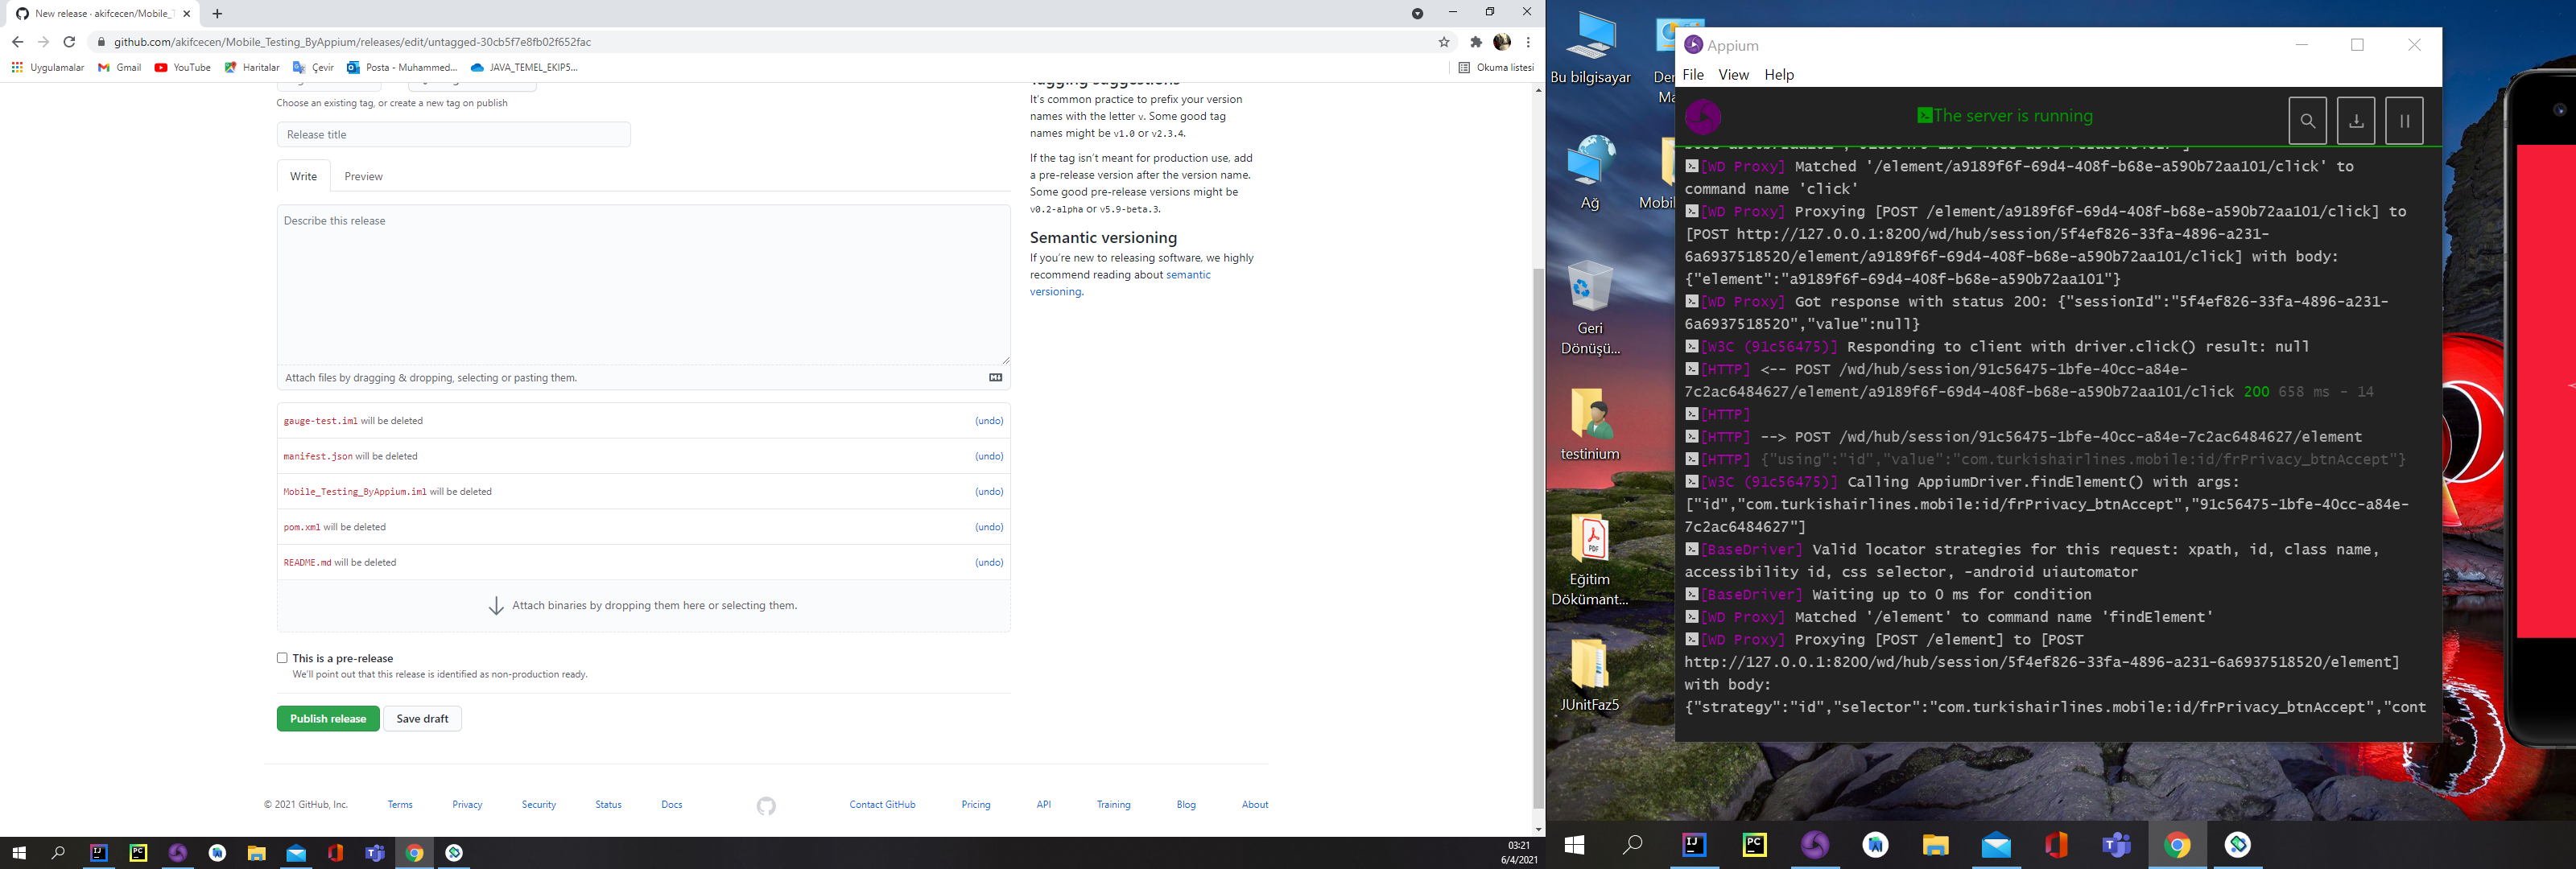 New release · akifcecen/Mobile_T
github.com/akifcecen/Mobile_Testing_ByAppium/releases/edit/untagged-30cb5f7e8fb02f652fac
Uygulamalar
Gmail
YouTube
Haritalar
Çevir
Posta - Muhammed...
JAVA_TEMEL_EKIP5...
Okuma listesi
Choose an existing tag, or create a new tag on publish
Release title
Write
Preview
Describe this release
Attach files by dragging & dropping, selecting or pasting them.
gauge-test.iml will be deleted
(undo)
manifest.json will be deleted
(undo)
Mobile_Testing_ByAppium.iml will be deleted
(undo)
pom.xml will be deleted
(undo)
README.md will be deleted
(undo)
Attach binaries by dropping them here or selecting them.
This is a pre-release
We'll point out that this release is identified as non-production ready.
Publish release
Save draft
Tagging suggestions
It's common practice to prefix your version
names with the letter v. Some good tag
names might be v1.0 or v2.3.4.
If the tag isn't meant for production use, add
a pre-release version after the version name.
Some good pre-release versions might be
v0.2-alpha or v5.9-beta.3.
Semantic versioning
If you're new to releasing software, we highly
recommend reading about semantic
versioning.
© 2021 GitHub, Inc.
Terms
Privacy
Security
Status
Docs
Contact GitHub
Pricing
API
Training
Blog
About
03:21
6/4/2021
Bu bilgisayar
Ağ
Geri
Dönüşü...
testinium
Eğitim
Dökümant...
JUnitFaz5
Mobil
Appium
File
View
Help
The server is running
[WD Proxy] Matched '/element/a9189f6f-69d4-408f-b68e-a590b72aa101/click' to
command name 'click'
[WD Proxy] Proxying [POST /element/a9189f6f-69d4-408f-b68e-a590b72aa101/click] to
[POST http://127.0.0.1:8200/wd/hub/session/5f4ef826-33fa-4896-a231-
6a6937518520/element/a9189f6f-69d4-408f-b68e-a590b72aa101/click] with body:
{"element":"a9189f6f-69d4-408f-b68e-a590b72aa101"}
[WD Proxy] Got response with status 200: {"sessionId":"5f4ef826-33fa-4896-a231-
6a6937518520","value":null}
[W3C (91c56475)] Responding to client with driver.click() result: null
[HTTP] <-- POST /wd/hub/session/91c56475-1bfe-40cc-a84e-
7c2ac6484627/element/a9189f6f-69d4-408f-b68e-a590b72aa101/click 200 658 ms - 14
[HTTP]
[HTTP] --> POST /wd/hub/session/91c56475-1bfe-40cc-a84e-7c2ac6484627/element
[HTTP] {"using":"id","value":"com.turkishairlines.mobile:id/frPrivacy_btnAccept"}
[W3C (91c56475)] Calling AppiumDriver.findElement() with args:
["id","com.turkishairlines.mobile:id/frPrivacy_btnAccept","91c56475-1bfe-40cc-a84e-
7c2ac6484627"]
[BaseDriver] Valid locator strategies for this request: xpath, id, class name,
accessibility id, css selector, -android uiautomator
[BaseDriver] Waiting up to 0 ms for condition
[WD Proxy] Matched '/element' to command name 'findElement'
[WD Proxy] Proxying [POST /element] to [POST
http://127.0.0.1:8200/wd/hub/session/5f4ef826-33fa-4896-a231-6a6937518520/element]
with body:
{"strategy":"id","selector":"com.turkishairlines.mobile:id/frPrivacy_btnAccept","cont